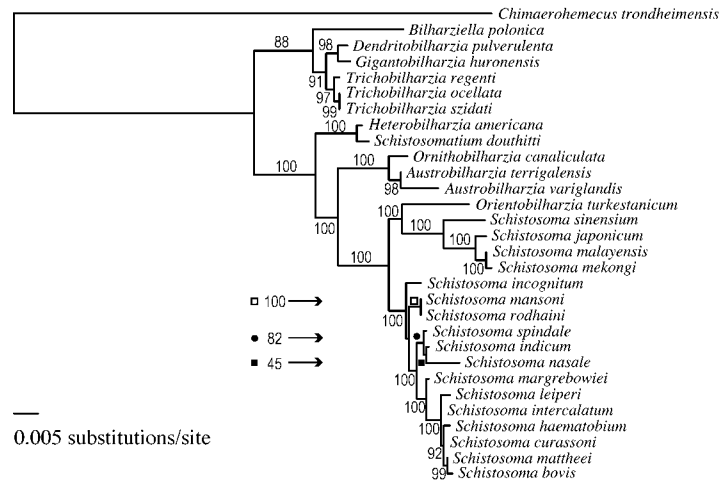 Chimaerohemecus trondheimensis
Bilharziella polonica
88
98
Dendritobilharzia pulverulenta
Gigantobilharzia huronensis
91
Trichobilharzia regenti
97
Trichobilharzia ocellata
99
Trichobilharzia szidati
100
Heterobilharzia americana
Schistosomatium douthitti
100
100
Ornithobilharzia canaliculata
Austrobilharzia terrigalensis
98
Austrobilharzia variglandis
100
Orientobilharzia turkestanicum
100
100
Schistosoma sinensium
100
Schistosoma japonicum
Schistosoma malayensis
100
100
Schistosoma mekongi
Schistosoma incognitum
100
Schistosoma mansoni
Schistosoma rodhaini
100
82
Schistosoma spindale
Schistosoma indicum
45
Schistosoma nasale
100
Schistosoma margrebowiei
Schistosoma leiperi
100
Schistosoma intercalatum
100
Schistosoma haematobium
Schistosoma curassoni
92
Schistosoma mattheei
99
Schistosoma bovis
0.005 substitutions/site